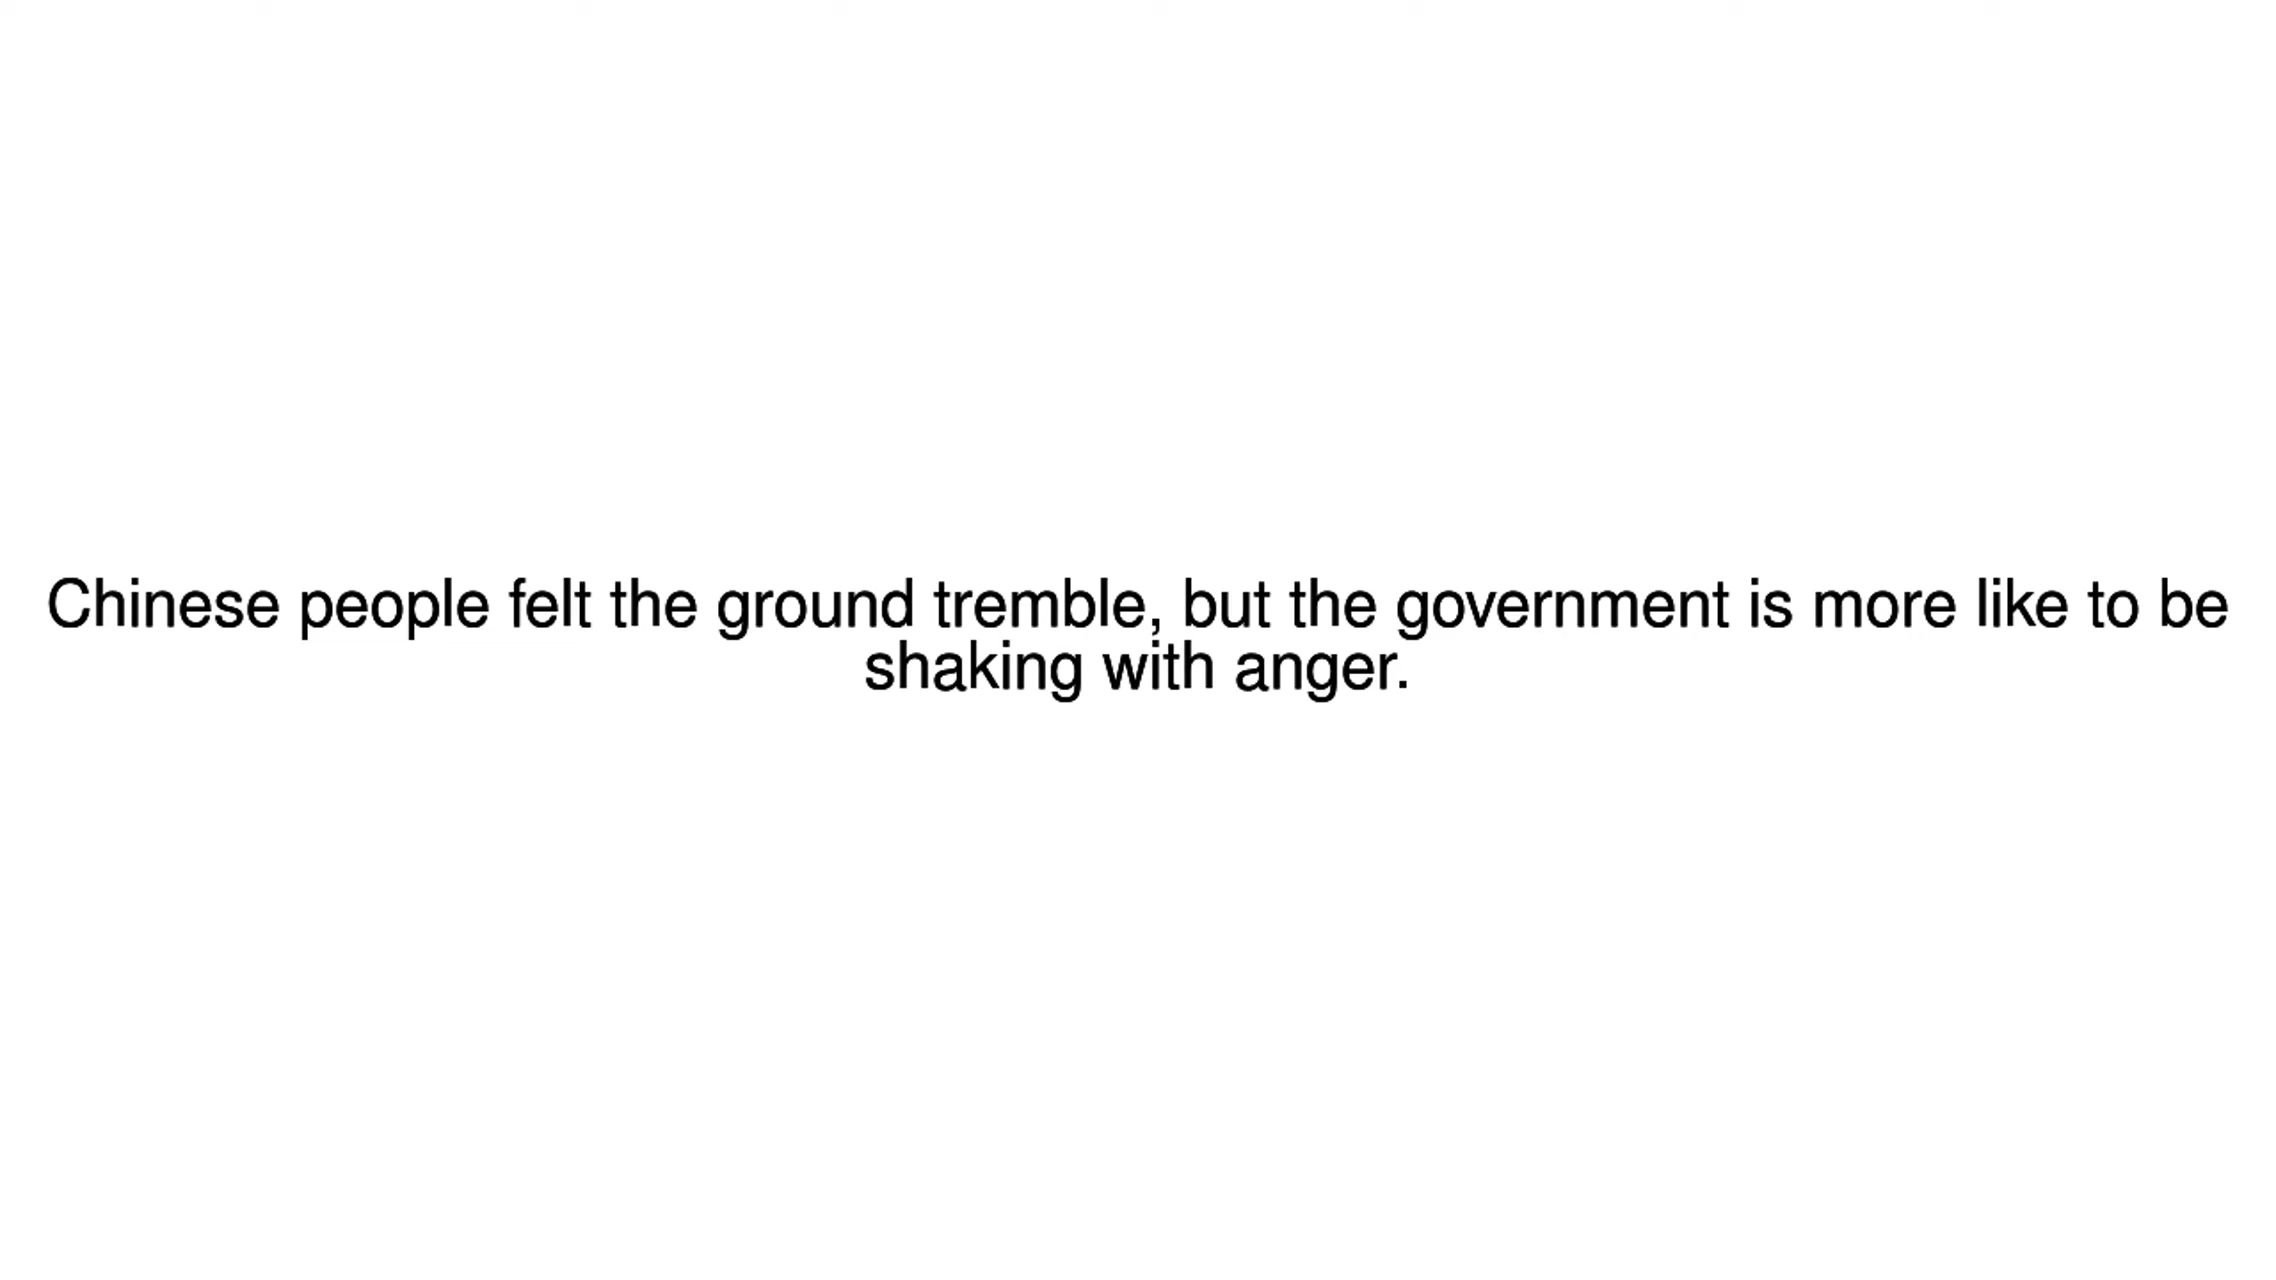 Chinese people felt the ground tremble, but the government is more like to be
shaking with anger.